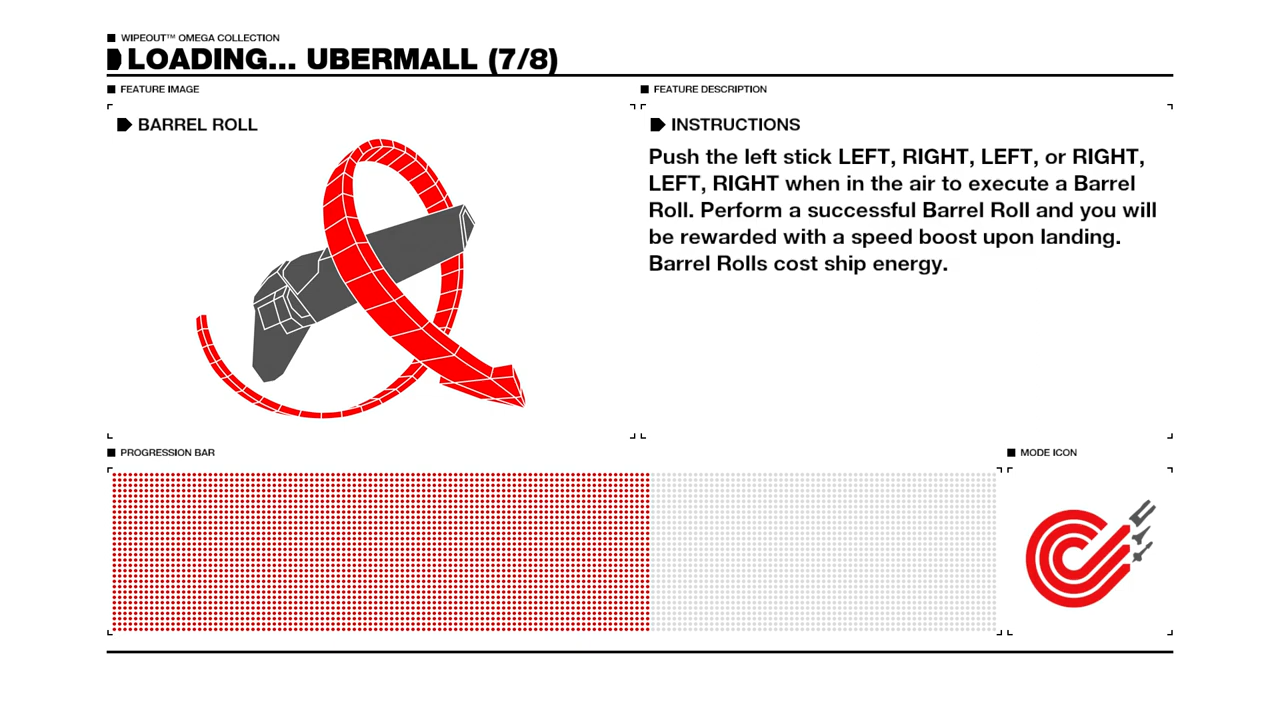 WIPEOUT™ OMEGA COLLECTION
LOADING... UBERMALL (7/8)
FEATURE IMAGE
BARREL ROLL
FEATURE DESCRIPTION
INSTRUCTIONS
Push the left stick LEFT, RIGHT, LEFT, or RIGHT,
LEFT, RIGHT when in the air to execute a Barrel
Roll. Perform a successful Barrel Roll and you will
be rewarded with a speed boost upon landing.
Barrel Rolls cost ship energy.
PROGRESSION BAR
MODE ICON